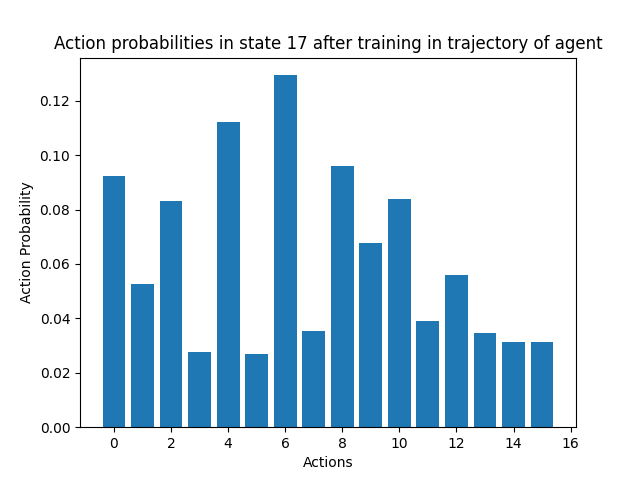 Action probabilities in state 17 after training in trajectory of agent
0.12
0.10
0.08
0.06
0.04
0.02
0.00
Action Probability
0 2 4 6 8 10 12 14 16
Actions